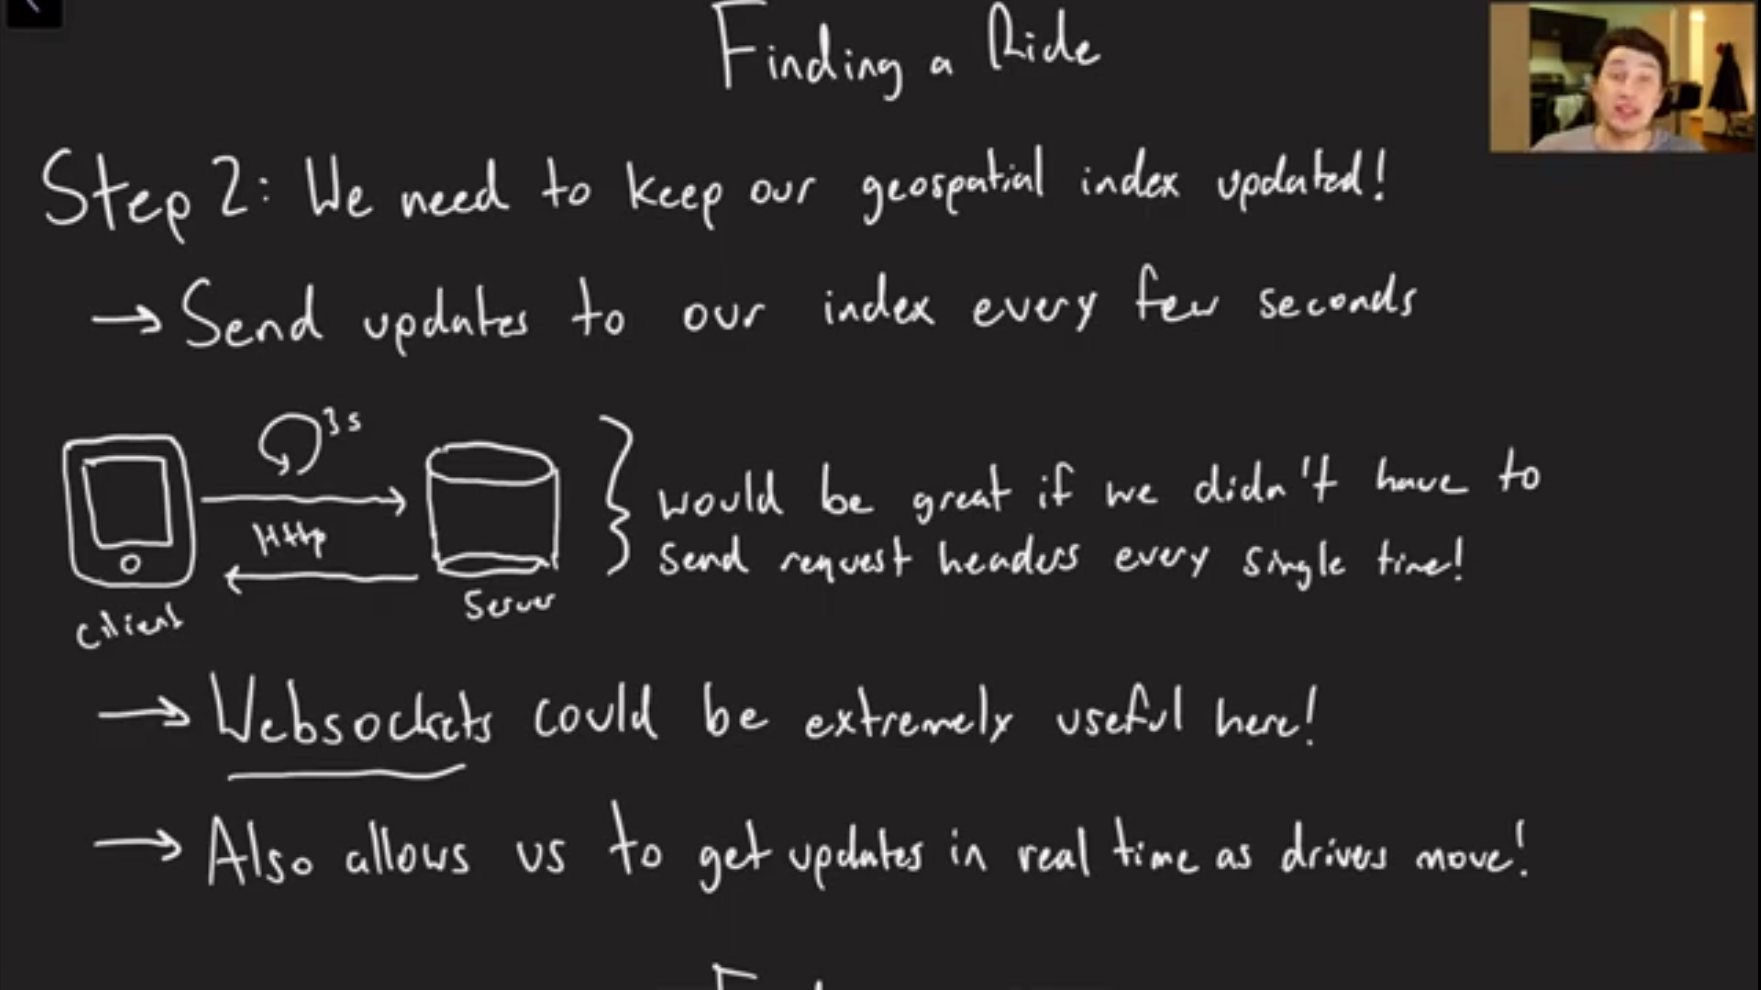 Finding a Ride
Step 2: We need to keep our geospatial index updated!
→ Send updates to our index every few seconds
3s
Http
Client
Server
would be great if we didn't have to
send request headers every single time!
→ Websockets could be extremely useful here!
→ Also allows us to get updates in real time as drivers move!